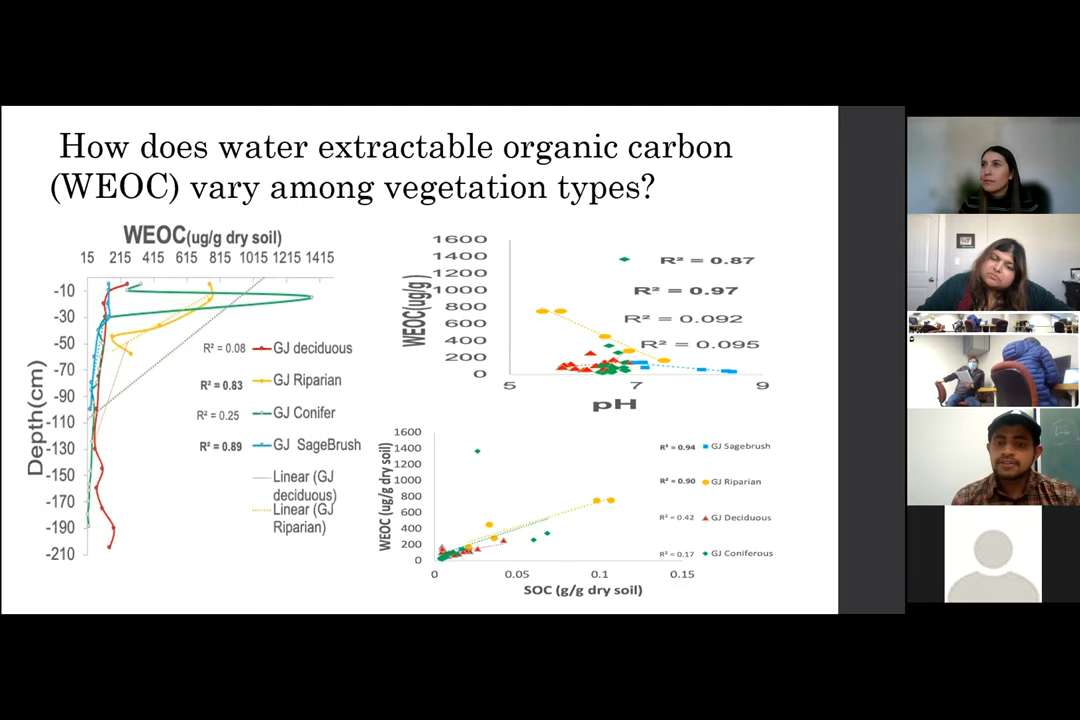 How does water extractable organic carbon
(WEOC) vary among vegetation types?
WEOC(ug/g dry soil)
15 215 415 615 815 1015 1215 1415
Depth(cm)
-10
-30
-50
-70
-90
-110
-130
-150
-170
-190
-210
R² = 0.08 GJ deciduous
R² = 0.83 GJ Riparian
R² = 0.25 GJ Conifer
R² = 0.89 GJ SageBrush
Linear (GJ
deciduous)
Linear (GJ
Riparian)
WEOC(ug/g)
1600
1400
1200
1000
800
600
400
200
0
R² = 0.87
R² = 0.97
R² = 0.092
R² = 0.095
5 7 9
pH
WEOC (ug/g dry soil)
1600
1400
1200
1000
800
600
400
200
0
R² = 0.94 GJ Sagebrush
R² = 0.90 GJ Riparian
R² = 0.42 GJ Deciduous
R² = 0.17 GJ Coniferous
0 0.05 0.1 0.15
SOC (g/g dry soil)